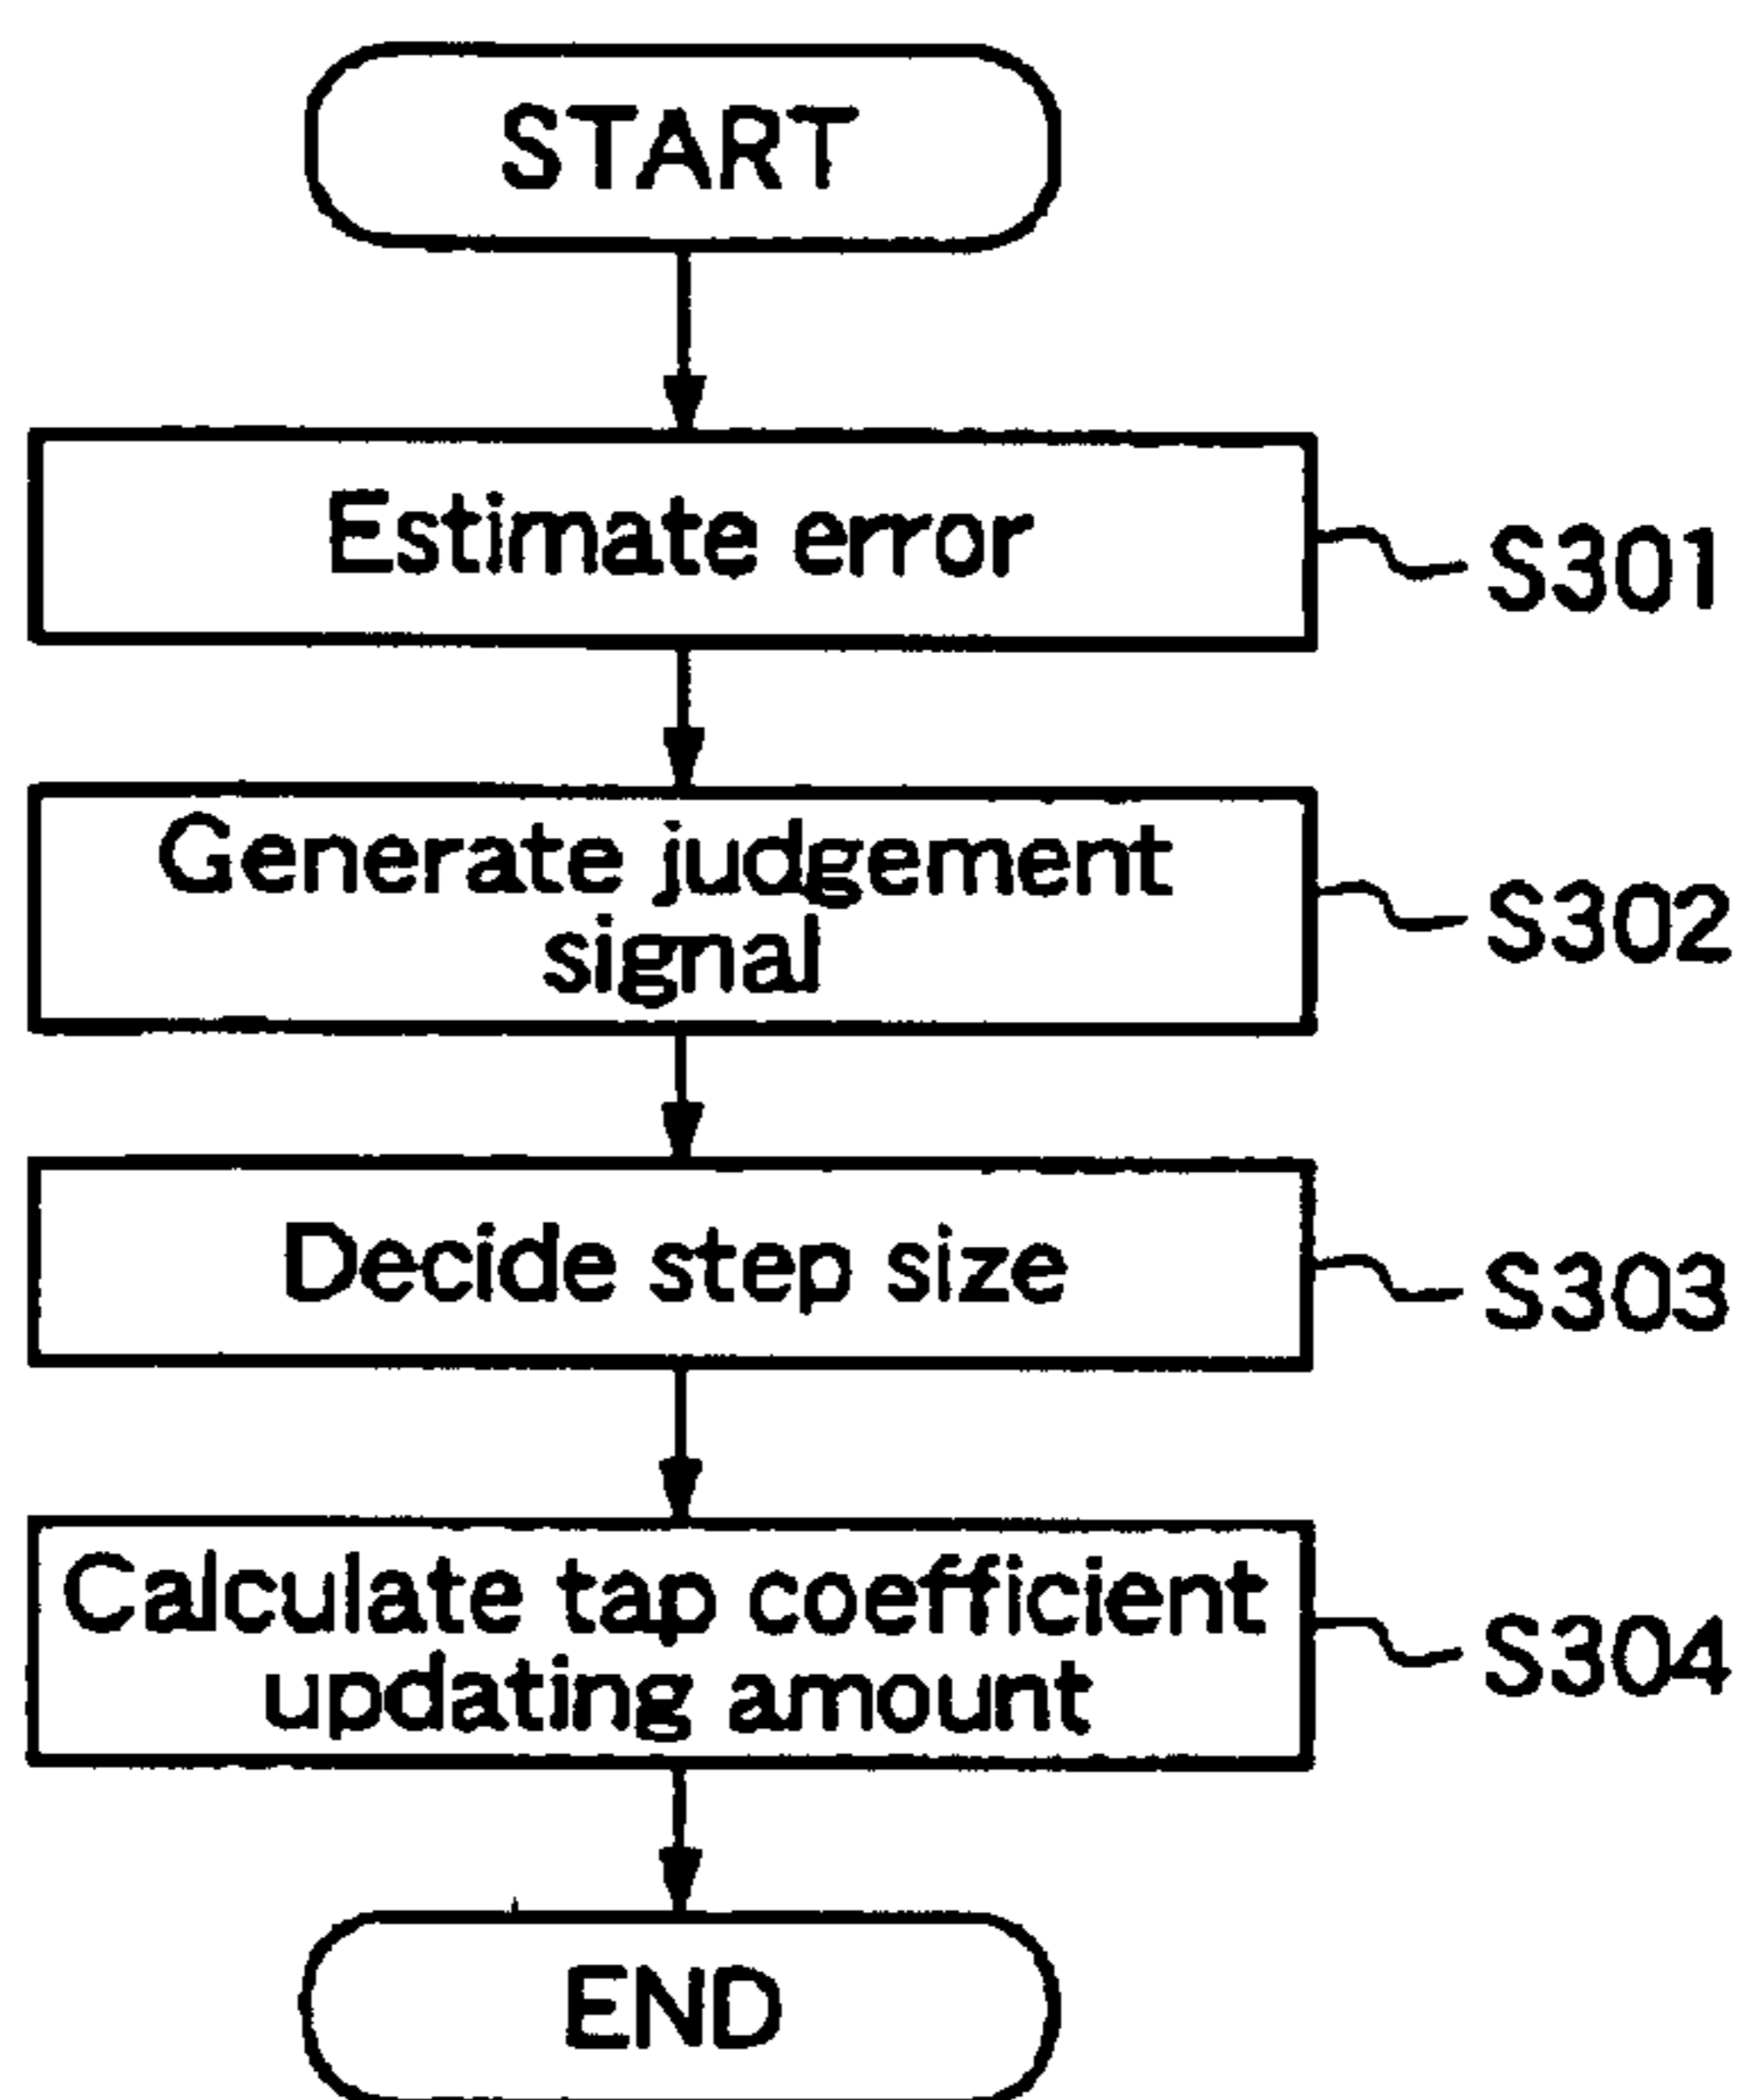 START
Estimate error
S301
Generate judgement
signal
S302
Decide step size
S303
Calculate tap coefficient
updating amount
S304
END